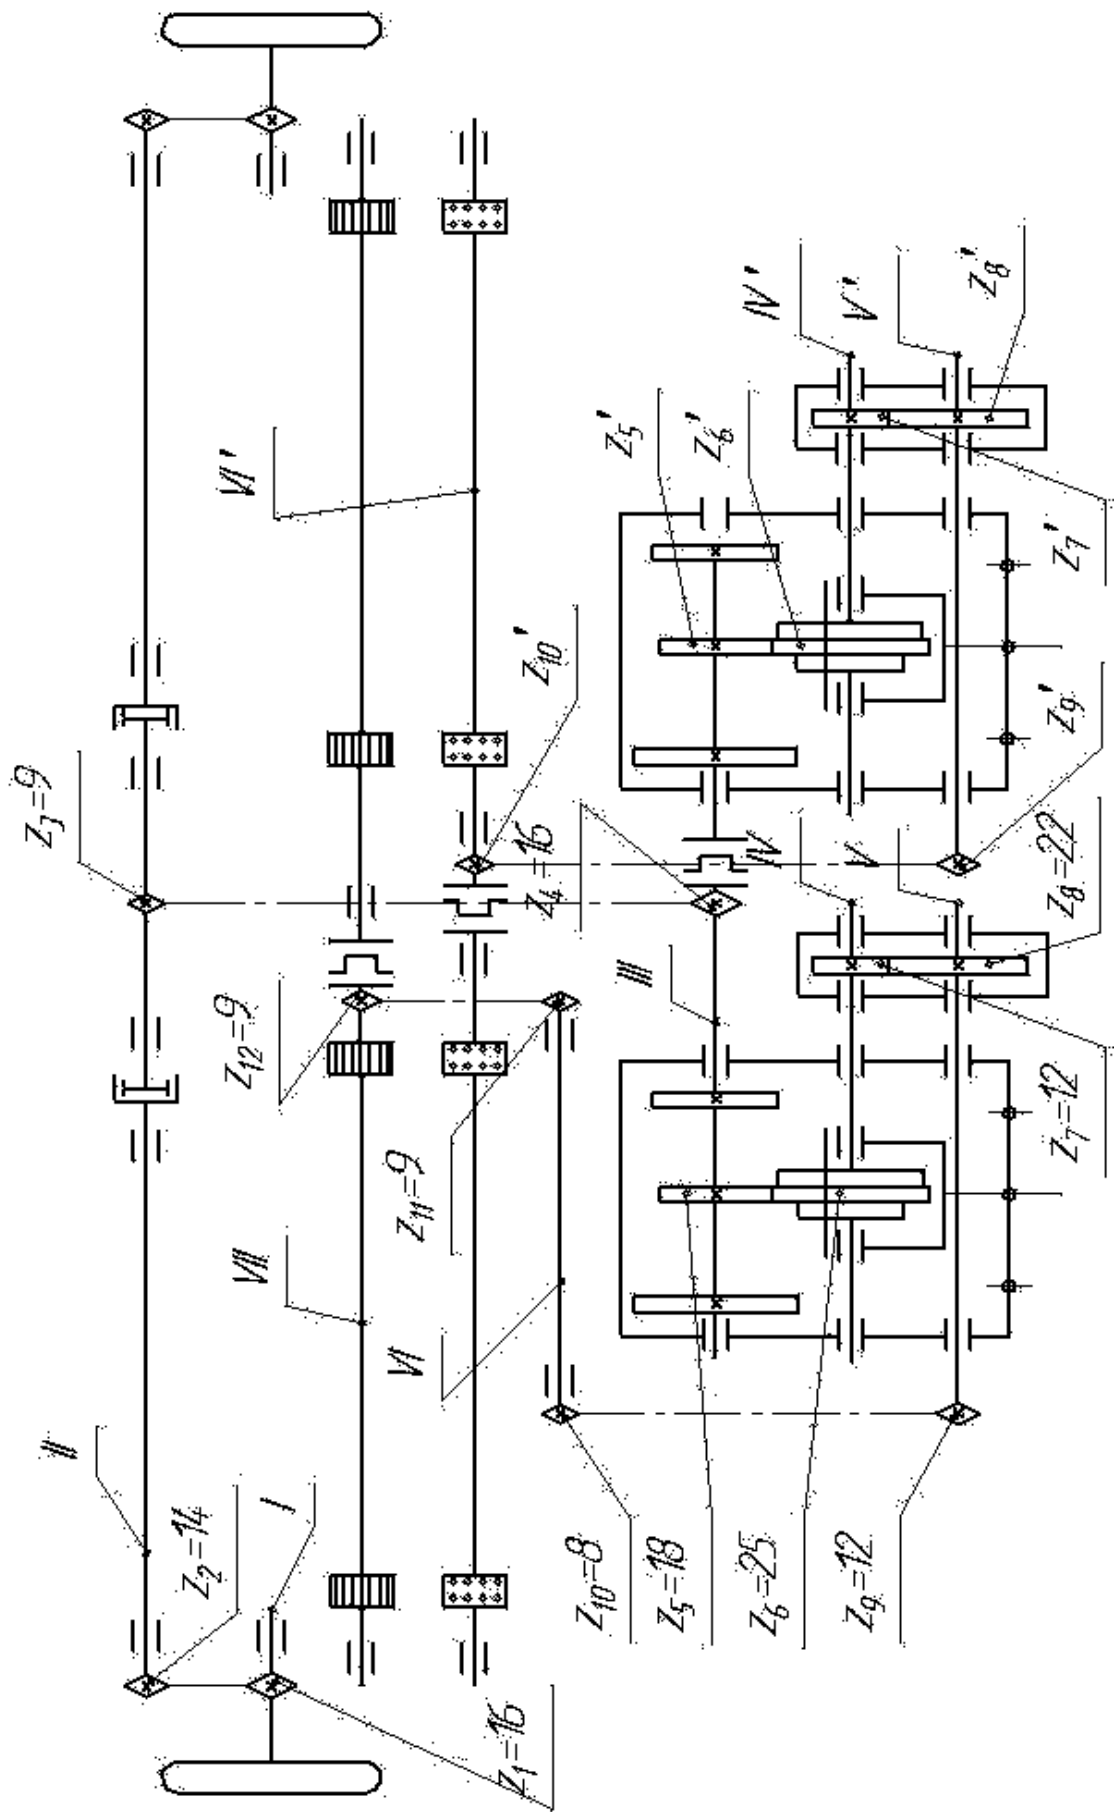 z₃=9
VI'
z₁₀'
z₅'
z₆'
IV'
V'
z₈'
z₁₂=9
z₄=16
IV
V
z₇'
z₉'
z₈=22
II
z₂=14
I
VII
z₁₁=9
VI
III
z₇=12
z₁=16
z₁₀=8
z₅=18
z₆=25
z₉=12